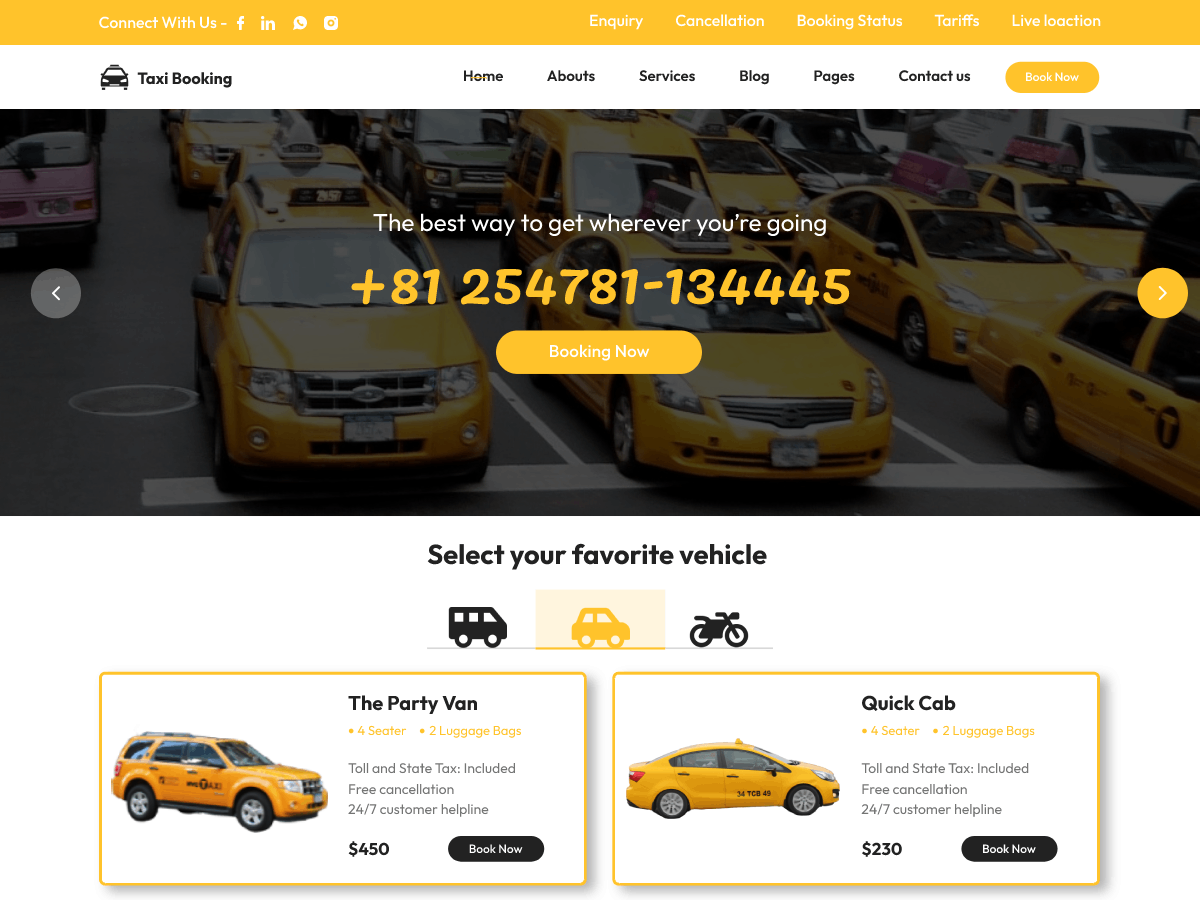 Connect With Us -
Enquiry Cancellation Booking Status Tariffs Live loaction
Taxi Booking
Home Abouts Services Blog Pages Contact us Book Now
The best way to get wherever you’re going
+81 254781-134445
Booking Now
Select your favorite vehicle
The Party Van
• 4 Seater • 2 Luggage Bags
Toll and State Tax: Included
Free cancellation
24/7 customer helpline
$450 Book Now
Quick Cab
• 4 Seater • 2 Luggage Bags
Toll and State Tax: Included
Free cancellation
24/7 customer helpline
$230 Book Now
34 TCB 49